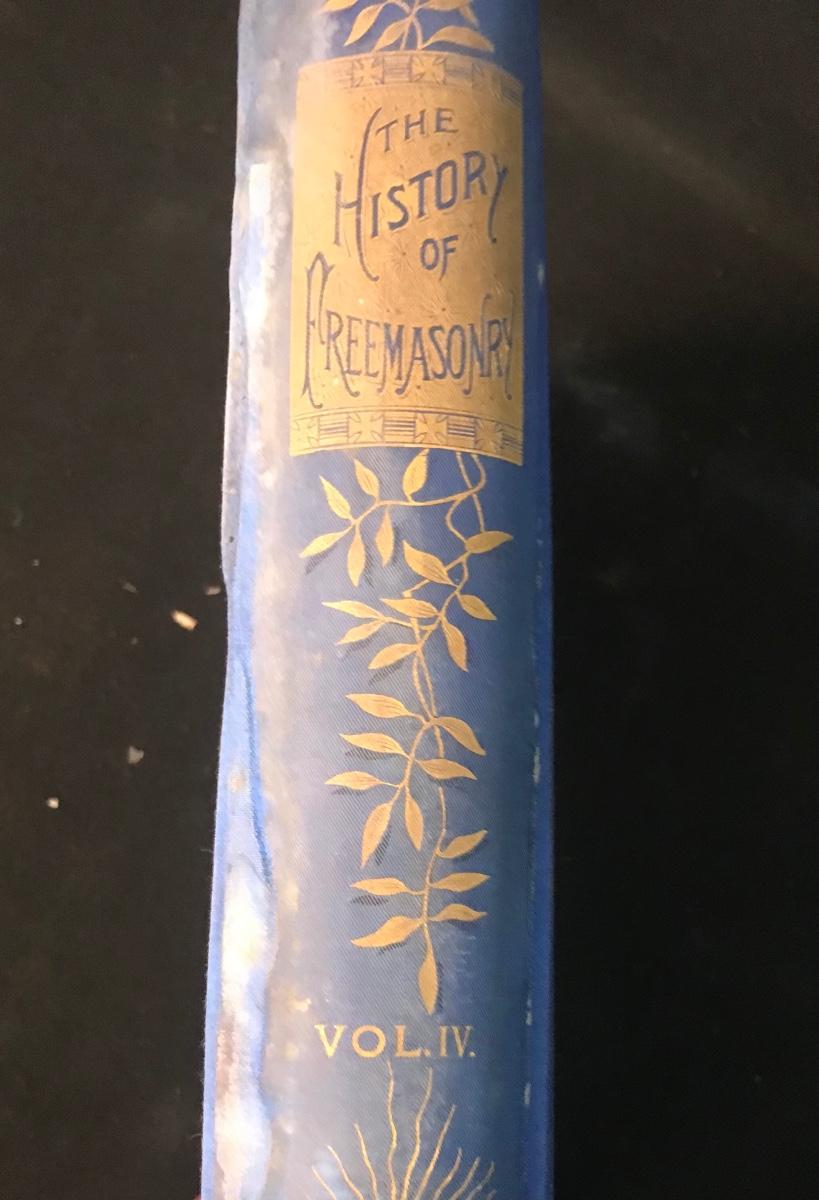 THE
HISTORY
OF
FREEMASONRY
VOL. IV.